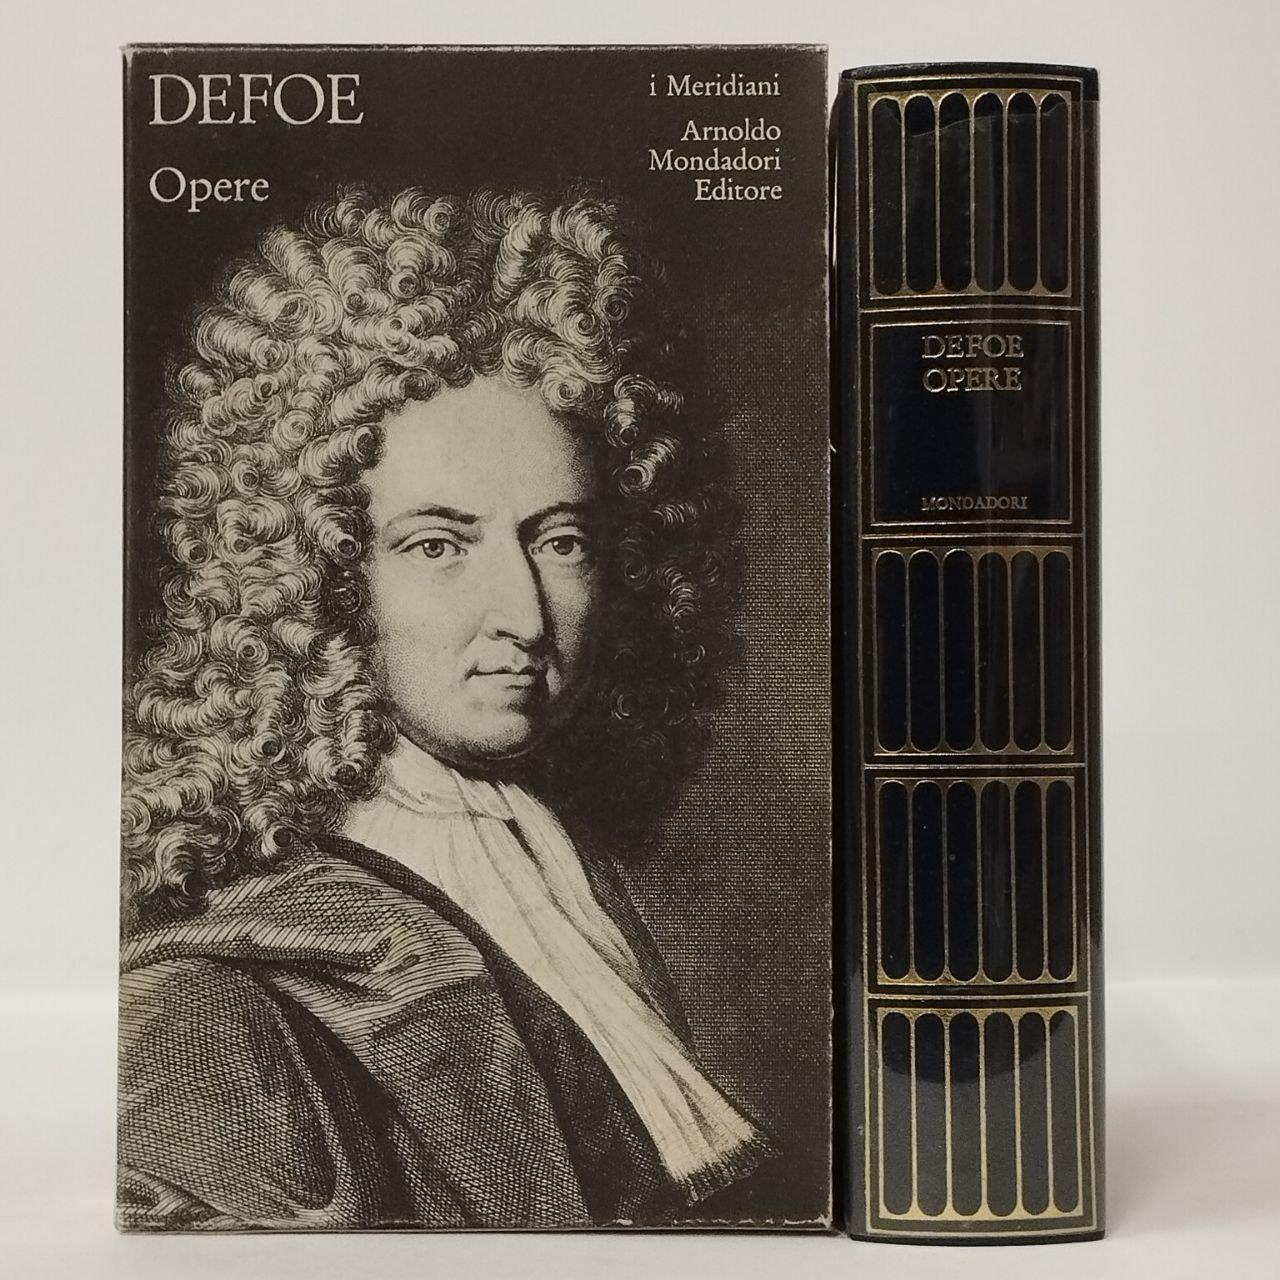 DEFOE
Opere
i Meridiani
Arnoldo
Mondadori
Editore
DEFOE
OPERE
MONDADORI